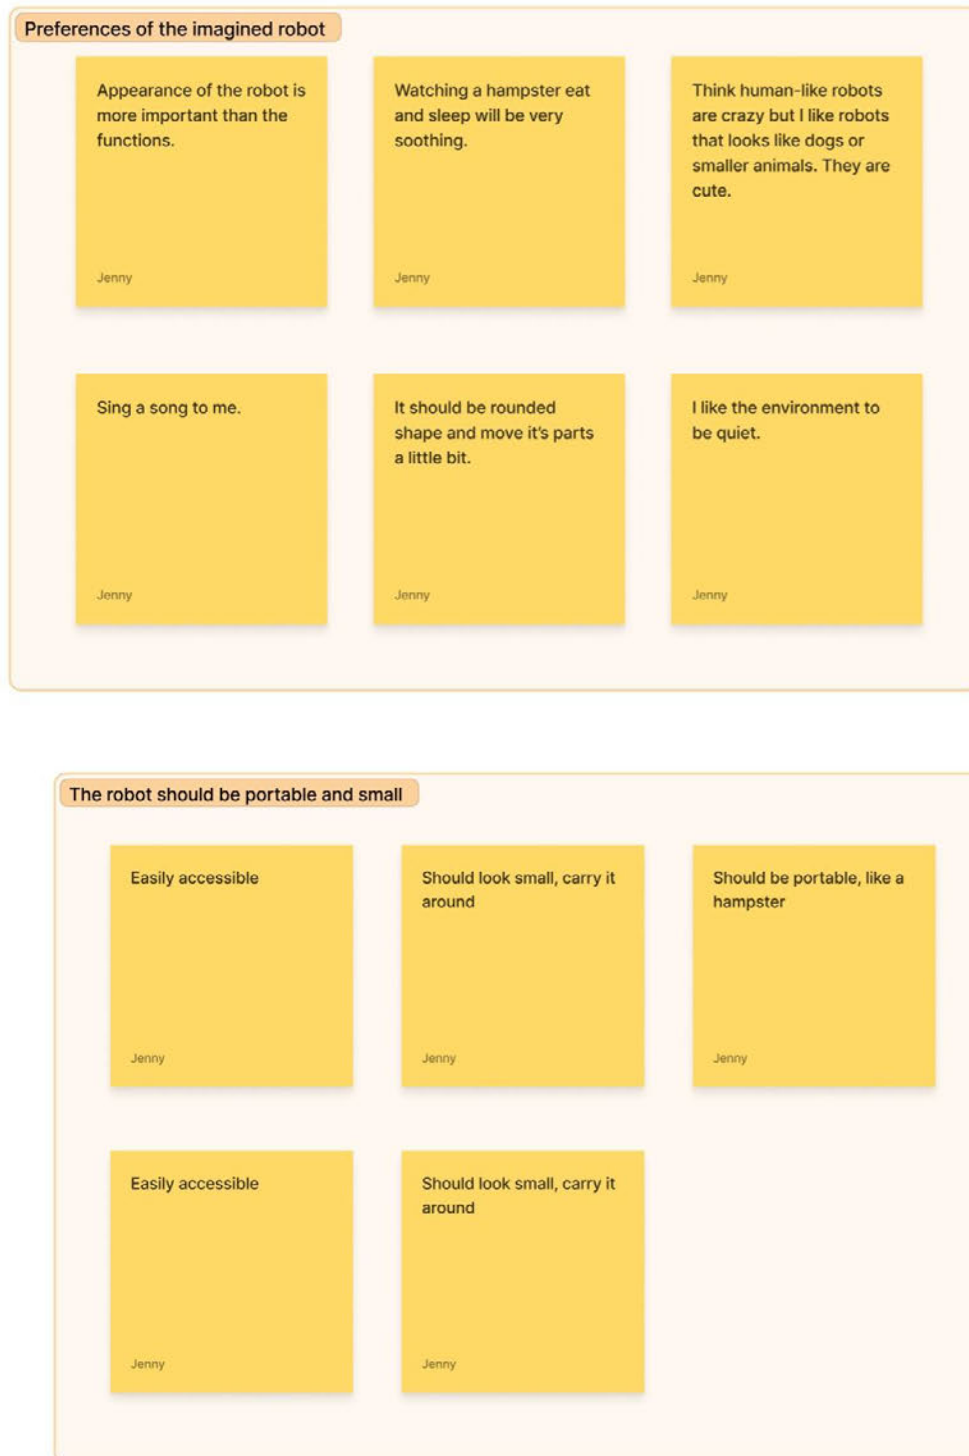 Preferences of the imagined robot
Appearance of the robot is
more important than the
functions.
Jenny
Watching a hampster eat
and sleep will be very
soothing.
Jenny
Think human-like robots
are crazy but I like robots
that looks like dogs or
smaller animals. They are
cute.
Jenny
Sing a song to me.
Jenny
It should be rounded
shape and move it's parts
a little bit.
Jenny
I like the environment to
be quiet.
Jenny
The robot should be portable and small
Easily accessible
Jenny
Should look small, carry it
around
Jenny
Should be portable, like a
hampster
Jenny
Easily accessible
Jenny
Should look small, carry it
around
Jenny